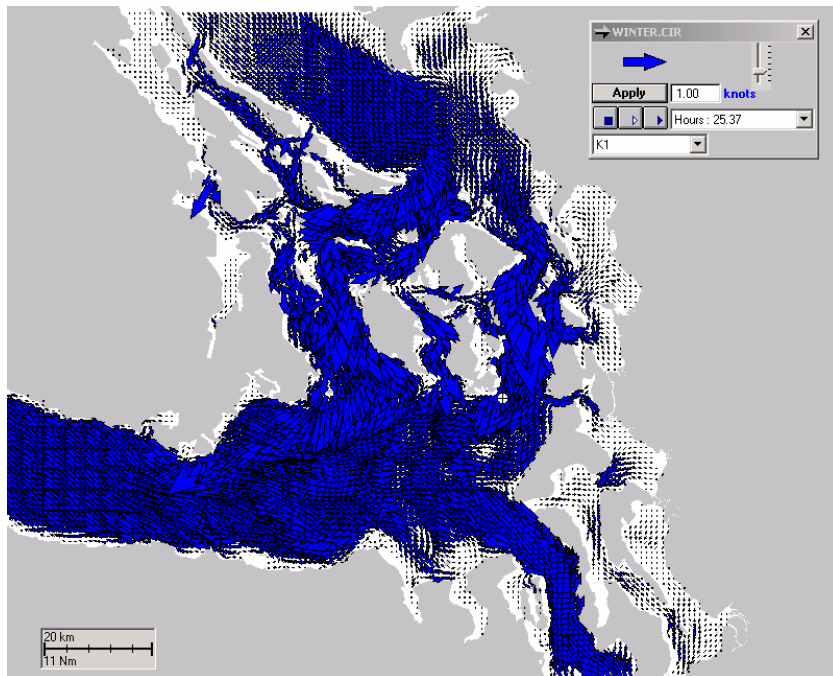 WINTER.CIR
Apply 1.00 knots
Hours : 25.37
K1
20 km
11 Nm